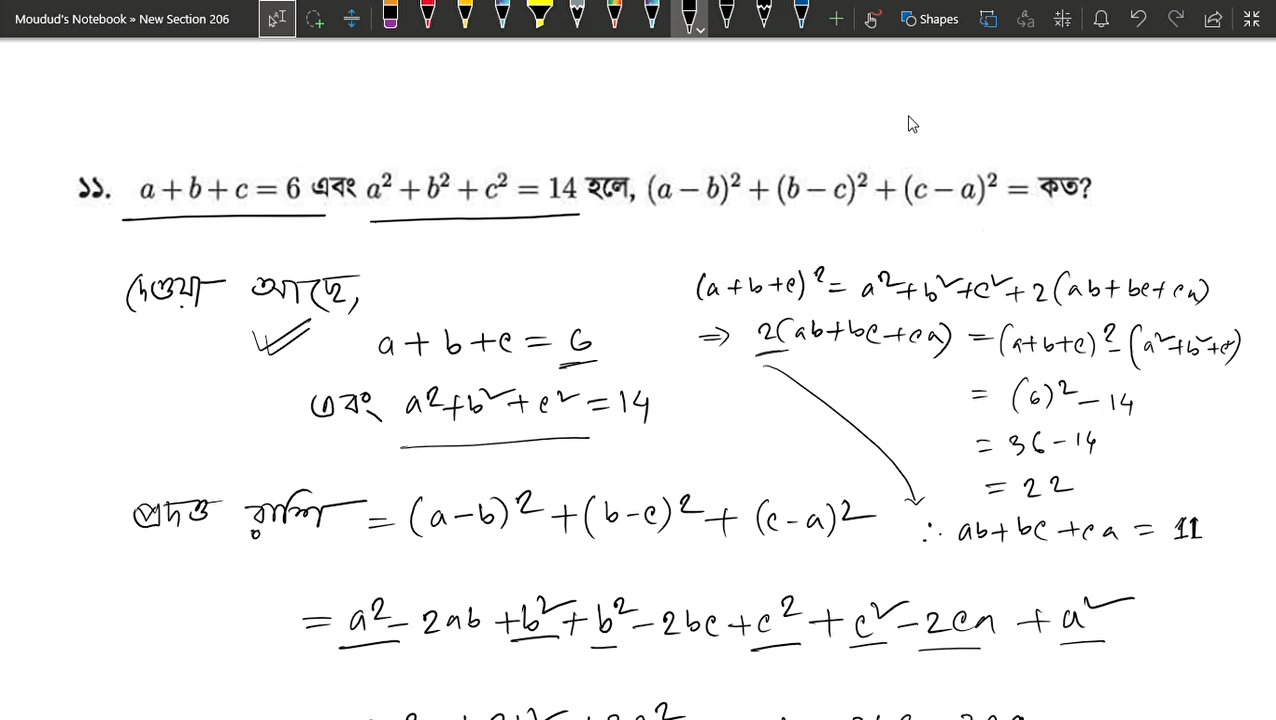 Moudud's Notebook » New Section 206
Shapes
১১. a + b + c = 6 এবং a² + b² + c² = 14 হলে, (a − b)² + (b − c)² + (c − a)² = কত?
দেওয়া আছে,
a + b + c = 6
এবং a² + b² + c² = 14
(a + b + c)² = a² + b² + c² + 2(ab + bc + ca)
⇒ 2(ab + bc + ca) = (a + b + c)² − (a² + b² + c²)
= (6)² − 14
= 36 − 14
= 22
∴ ab + bc + ca = 11
প্রদত্ত রাশি = (a − b)² + (b − c)² + (c − a)²
= a² − 2ab + b² + b² − 2bc + c² + c² − 2ca + a²